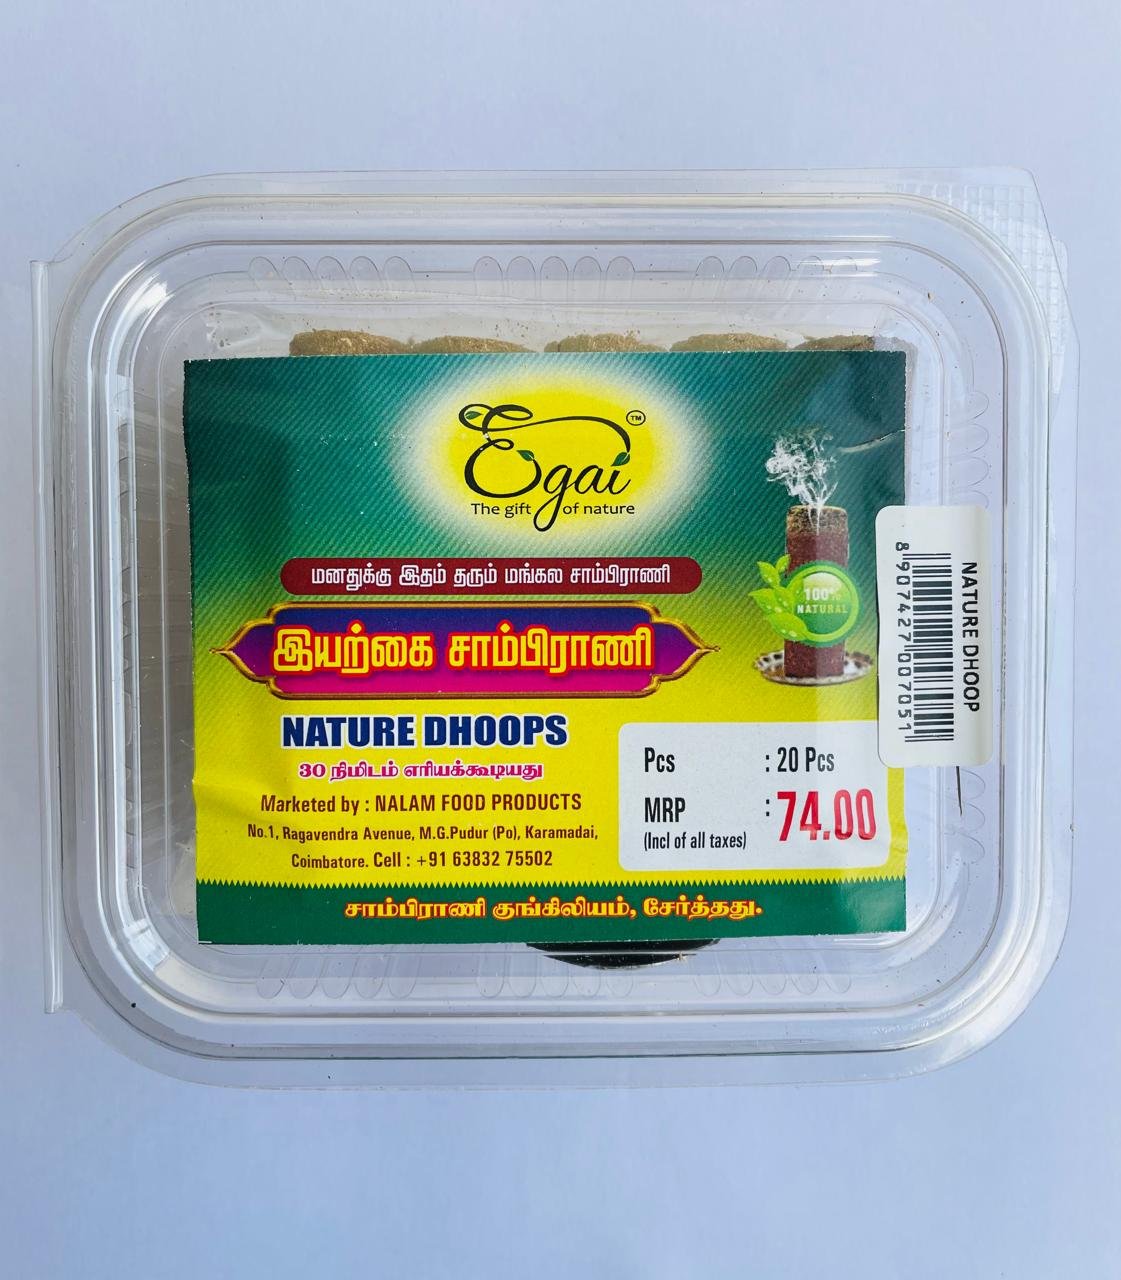 Egai
TM
The gift of nature
மனதுக்கு இதம் தரும் மங்கல சாம்பிராணி
100%
NATURAL
இயற்கை சாம்பிராணி
NATURE DHOOPS
30 நிமிடம் எரியக்கூடியது
Marketed by : NALAM FOOD PRODUCTS
No.1, Ragavendra Avenue, M.G.Pudur (Po), Karamadai,
Coimbatore. Cell : +91 63832 75502
Pcs : 20 Pcs
MRP : 74.00
(Incl of all taxes)
சாம்பிராணி குங்கிலியம், சேர்த்தது.
NATURE DHOOP
8907427007051